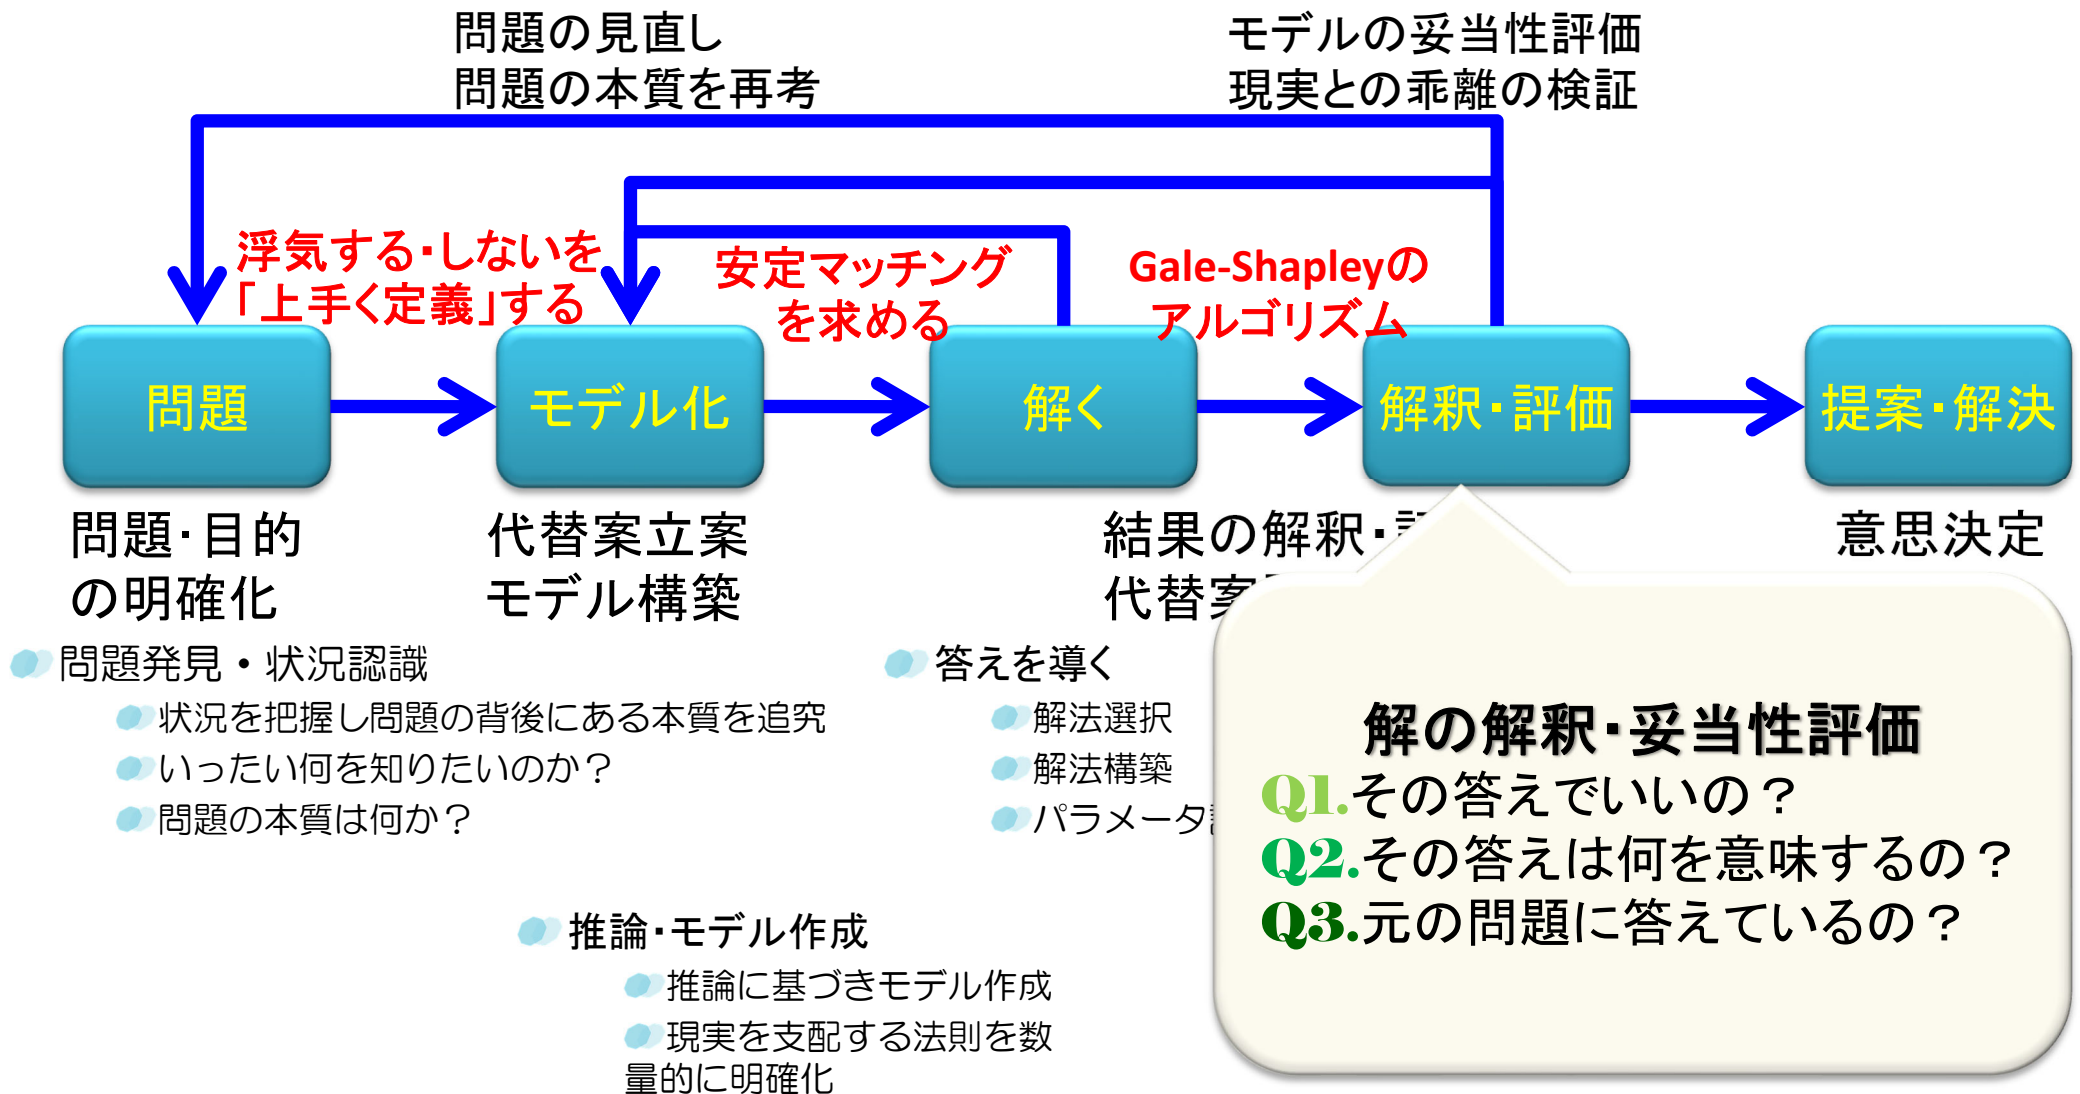 問題の見直し
問題の本質を再考
モデルの妥当性評価
現実との乖離の検証
浮気する・しないを
「上手く定義」する
安定マッチング
を求める
Gale-Shapleyの
アルゴリズム
問題
モデル化
解く
解釈・評価
提案・解決
問題・目的
の明確化
代替案立案
モデル構築
結果の解釈・
代替案
意思決定
問題発見・状況認識
状況を把握し問題の背後にある本質を追究
いったい何を知りたいのか？
問題の本質は何か？
答えを導く
解法選択
解法構築
パラメータ
推論・モデル作成
推論に基づきモデル作成
現実を支配する法則を数
量的に明確化
解の解釈・妥当性評価
Q1.その答えでいいの？
Q2.その答えは何を意味するの？
Q3.元の問題に答えているの？